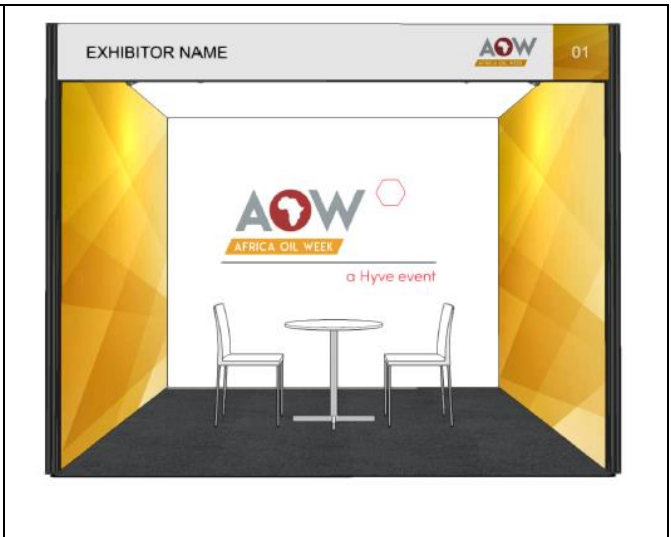 EXHIBITOR NAME
AOW
AFRICA OIL WEEK
01
AOW
AFRICA OIL WEEK
a Hyve event